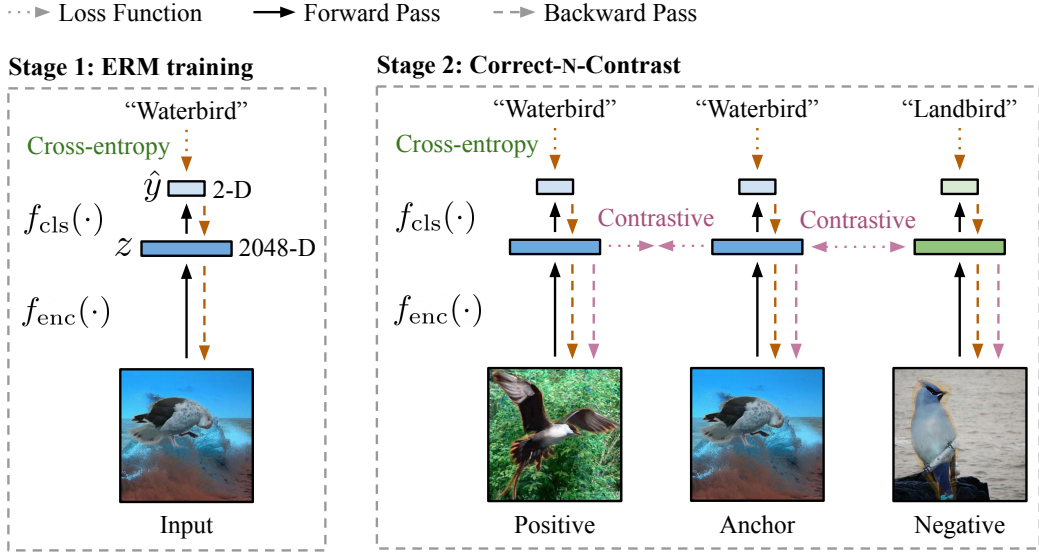 Loss Function Forward Pass Backward Pass
Stage 1: ERM training
“Waterbird”
Cross-entropy
ŷ 2-D
f_cls(·)
z 2048-D
f_enc(·)
Input
Stage 2: Correct-N-Contrast
“Waterbird” “Waterbird” “Landbird”
Cross-entropy
f_cls(·) Contrastive Contrastive
f_enc(·)
Positive Anchor Negative